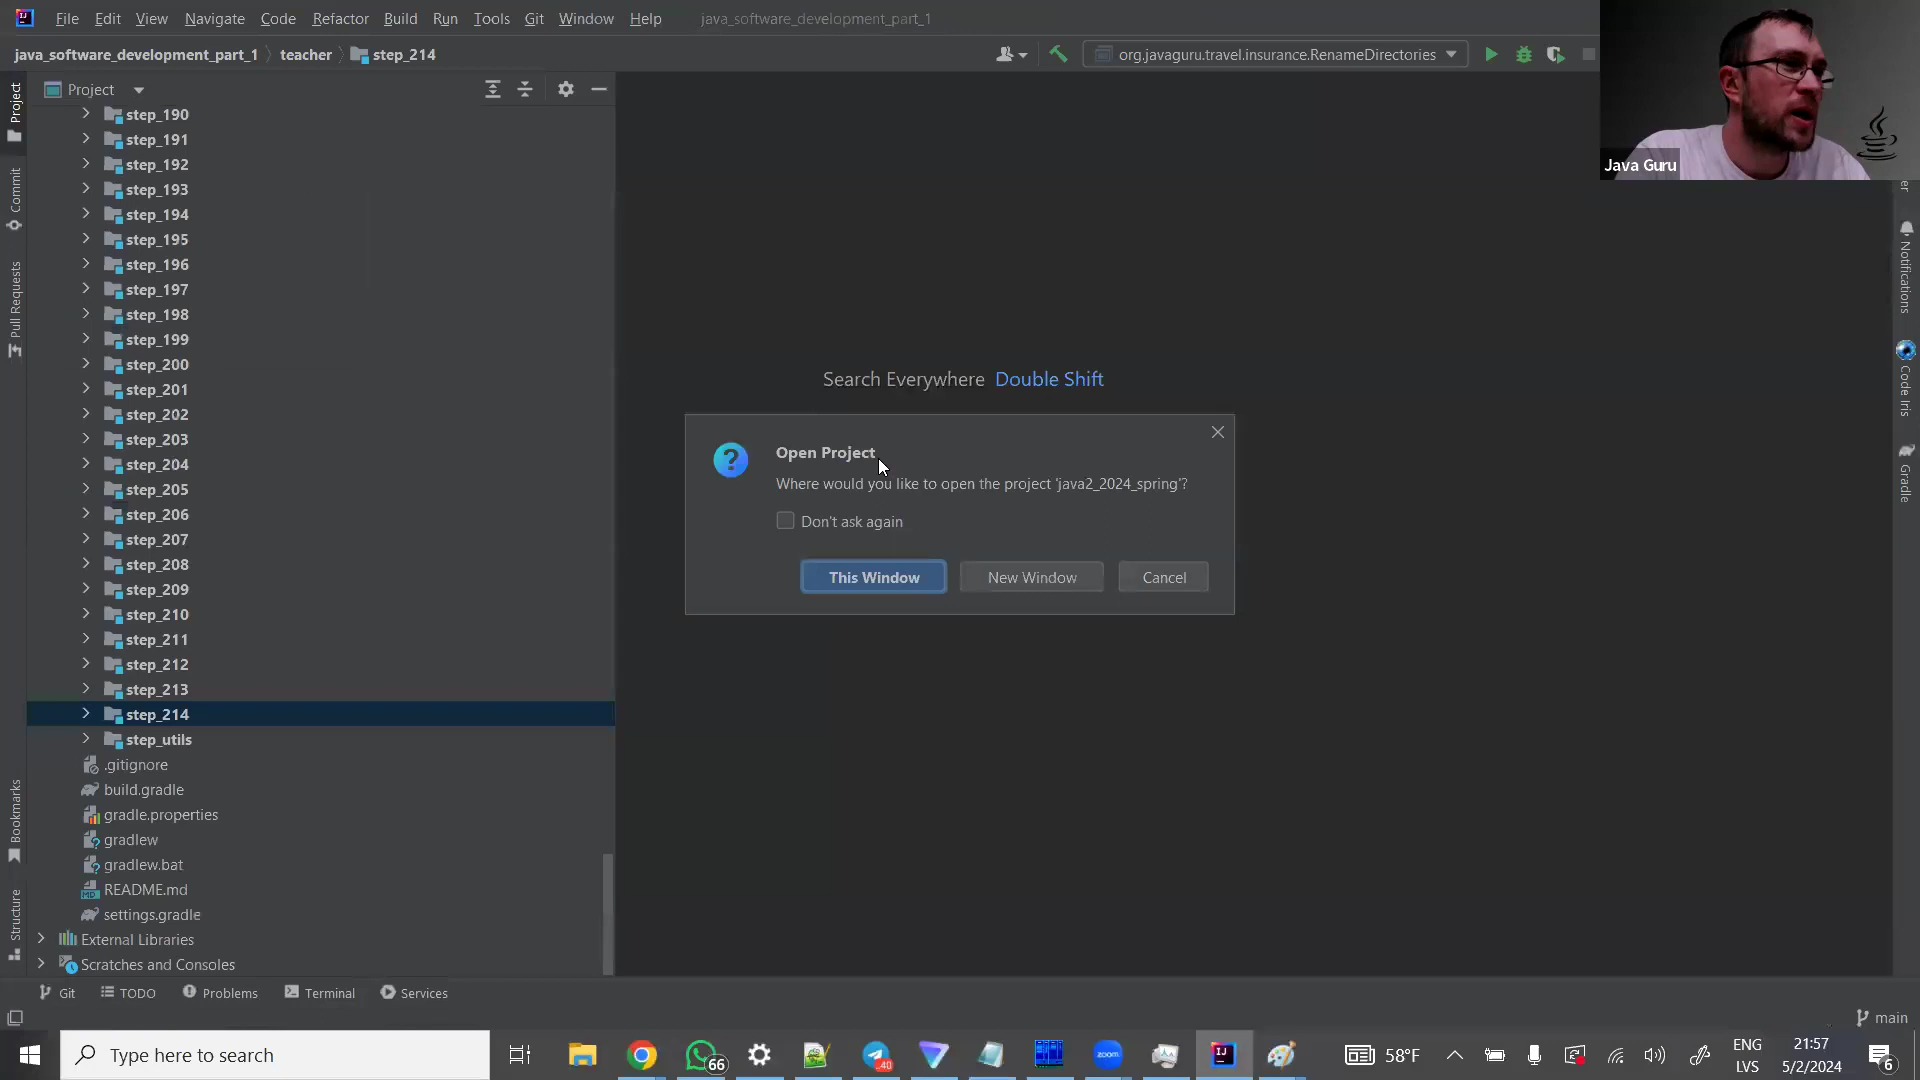 File Edit View Navigate Code Refactor Build Run Tools Git Window Help java_software_development_part_1
java_software_development_part_1 teacher step_214 org.javaguru.travel.insurance.RenameDirectories
Java Guru
Project
Project
Commit
Pull Requests
Bookmarks
Structure
step_190
step_191
step_192
step_193
step_194
step_195
step_196
step_197
step_198
step_199
step_200
step_201
step_202
step_203
step_204
step_205
step_206
step_207
step_208
step_209
step_210
step_211
step_212
step_213
step_214
step_utils
.gitignore
build.gradle
gradle.properties
gradlew
gradlew.bat
README.md
settings.gradle
External Libraries
Scratches and Consoles
Search Everywhere Double Shift
Open Project
Where would you like to open the project 'java2_2024_spring'?
Don't ask again
This Window New Window Cancel
Notifications
Code Iris
Gradle
Git TODO Problems Terminal Services
main
Type here to search
66
40
zoom
58°F
ENG
LVS
21:57
5/2/2024
6